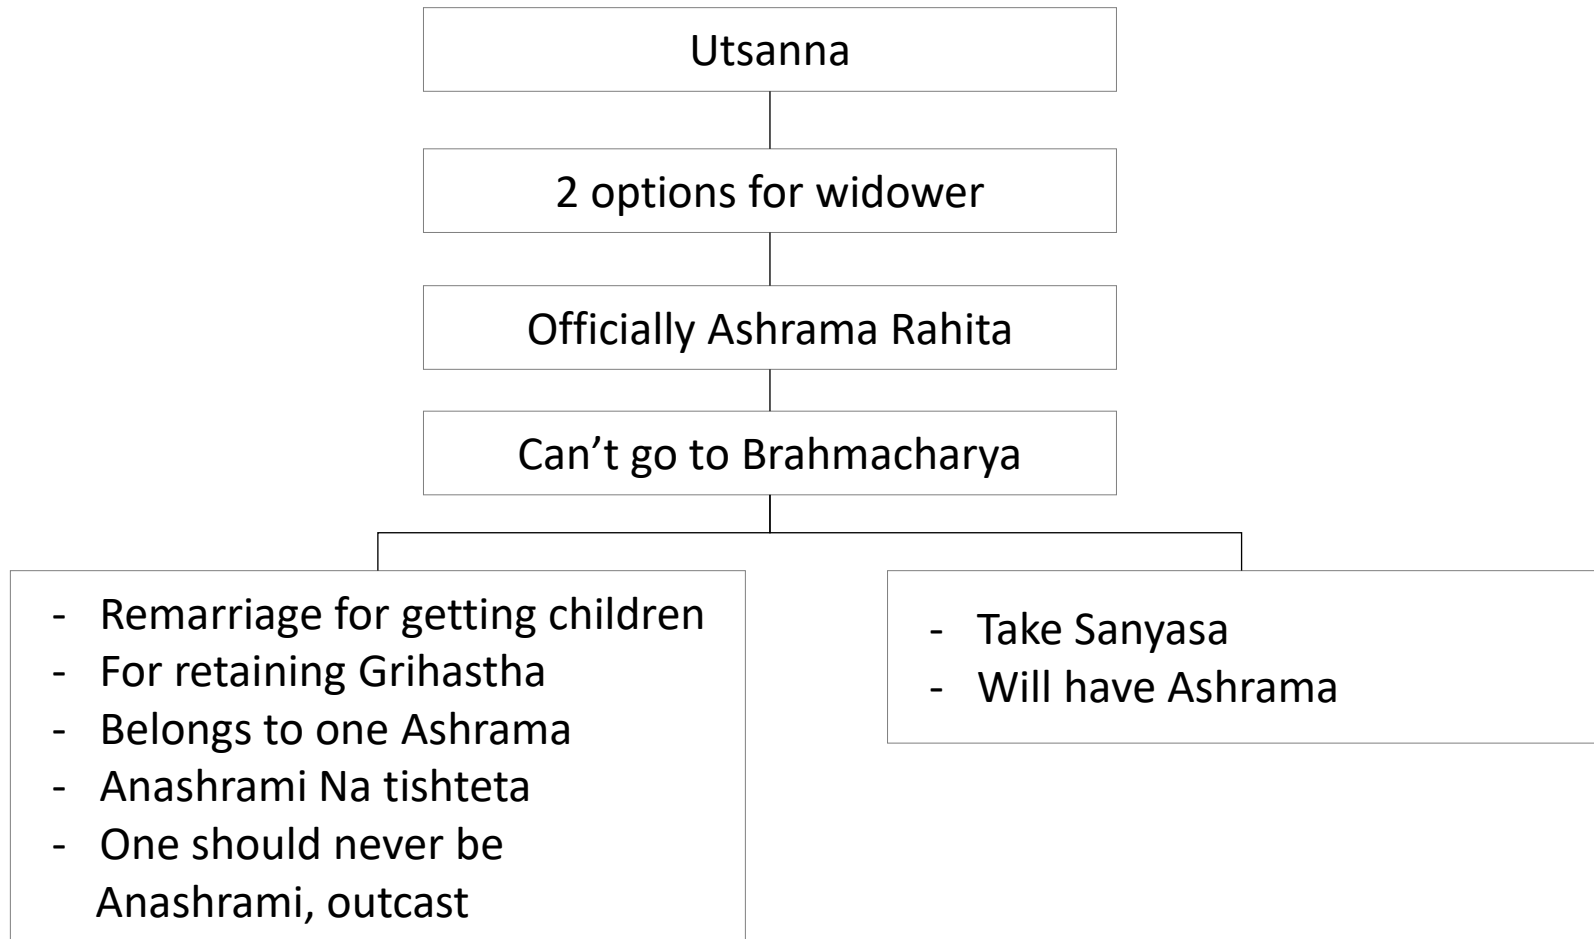 Utsanna
2 options for widower
Officially Ashrama Rahita
Can’t go to Brahmacharya
- Remarriage for getting children
- For retaining Grihastha
- Belongs to one Ashrama
- Anashrami Na tishteta
- One should never be
Anashrami, outcast
- Take Sanyasa
- Will have Ashrama